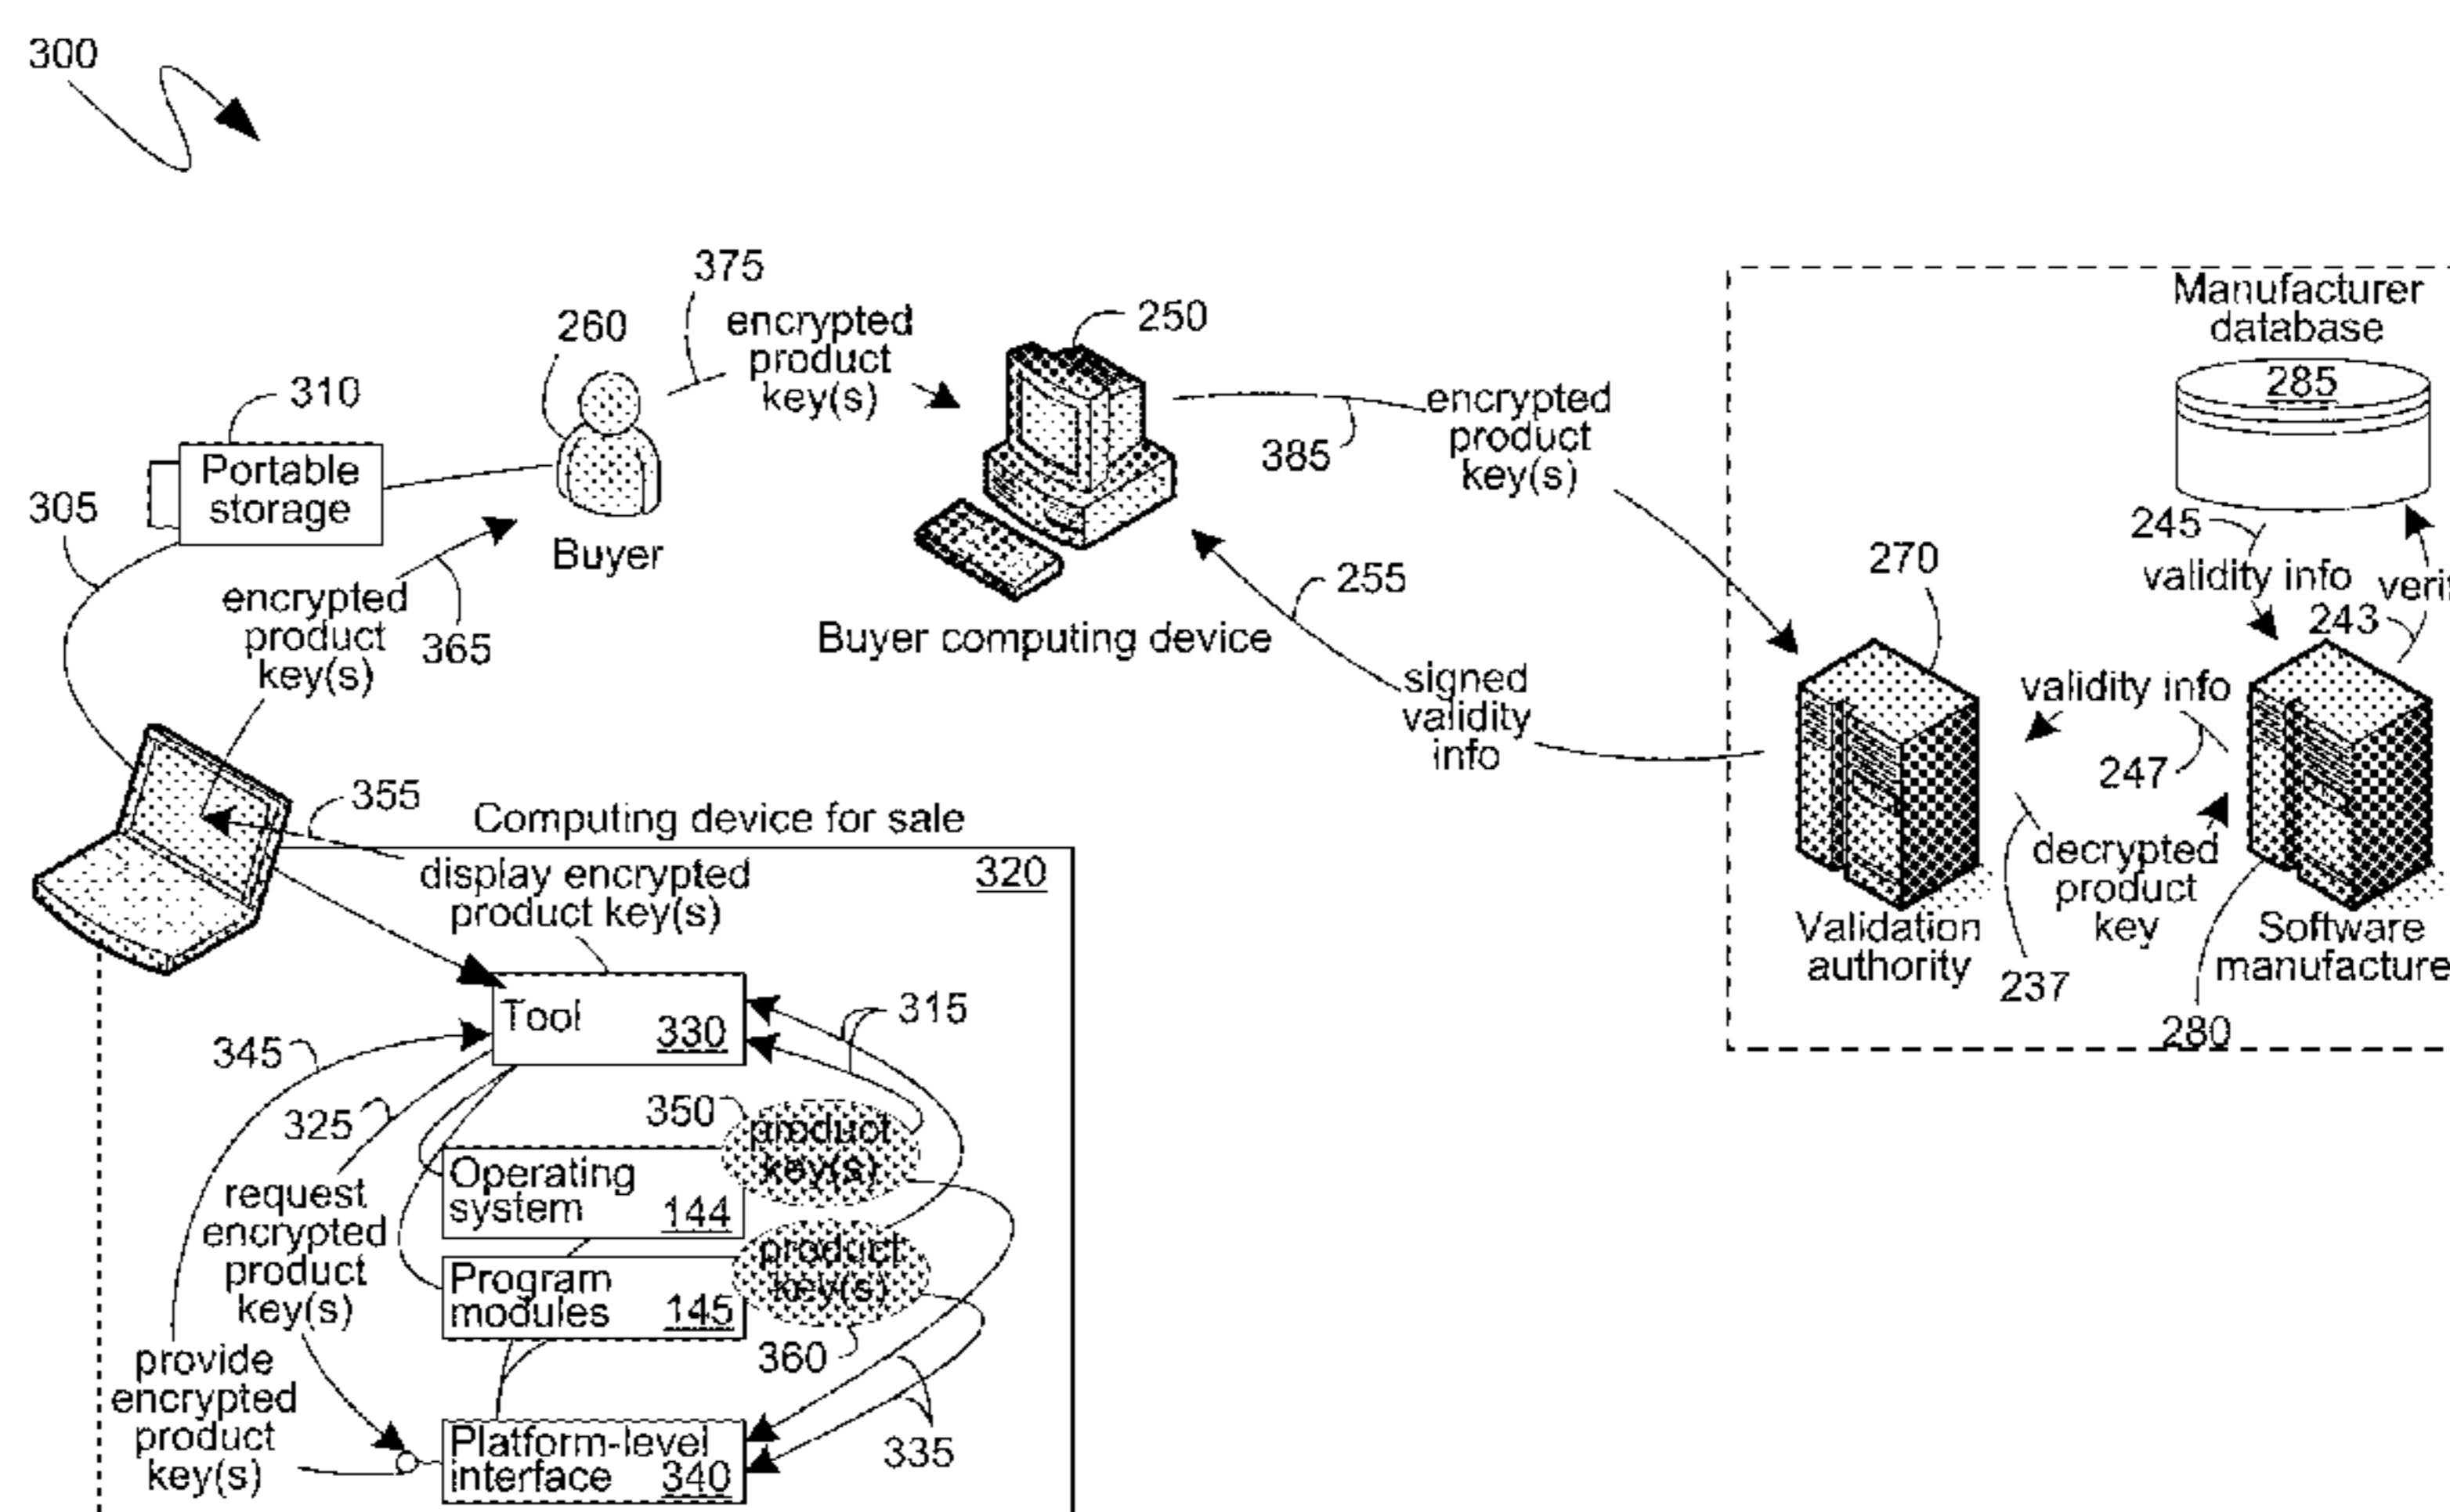 300
375
encrypted
product
key(s)
250
260
310
Portable
storage
305
Buyer
encrypted
product
key(s)
365
Buyer computing device
encrypted
product
key(s)
385
255
signed
validity
info
Manufacturer
database
285
245
validity info
243
270
validity info
247
decrypted
product
key
237
Validation
authority
Software
manufacture
280
355
Computing device for sale
320
display encrypted
product key(s)
Tool
330
315
345
325
350
product
key(s)
Operating
system
144
request
encrypted
product
key(s)
product
key(s)
Program
modules
145
360
provide
encrypted
product
key(s)
Platform-level
interface
340
335